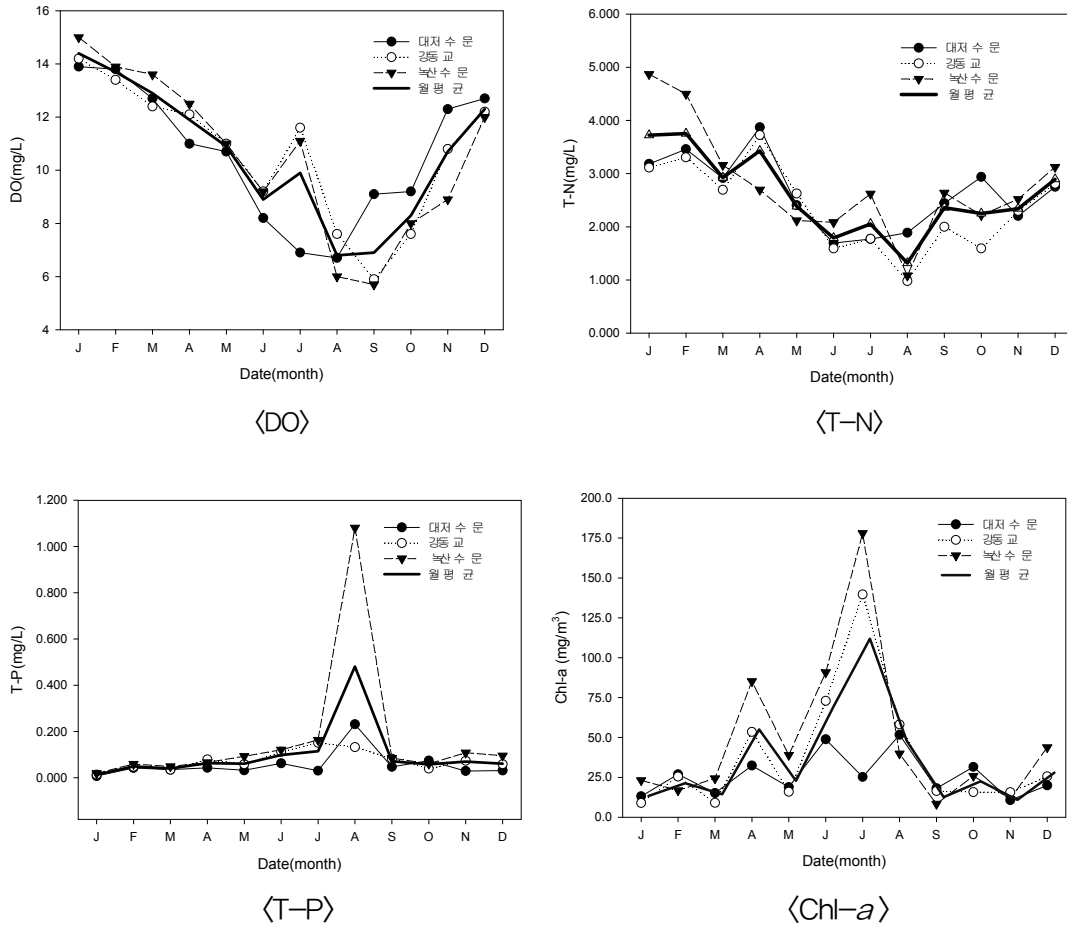 DO(mg/L)
16
14
12
10
8
6
4
J F M A M J J A S O N D
Date(month)
대저 수 문
강동 교
녹산 수 문
월 평 균
〈DO〉
T-N(mg/L)
6.000
5.000
4.000
3.000
2.000
1.000
0.000
J F M A M J J A S O N D
Date(month)
대저 수 문
강동 교
녹산 수 문
월 평 균
〈T-N〉
T-P(mg/L)
1.200
1.000
0.800
0.600
0.400
0.200
0.000
J F M A M J J A S O N D
Date(month)
대저 수 문
강동 교
녹산 수 문
월 평 균
〈T-P〉
Chl-a (mg/m³)
200.0
175.0
150.0
125.0
100.0
75.0
50.0
25.0
0.0
J F M A M J J A S O N D
Date(month)
대저 수 문
강동 교
녹산 수 문
월 평 균
〈Chl-a〉